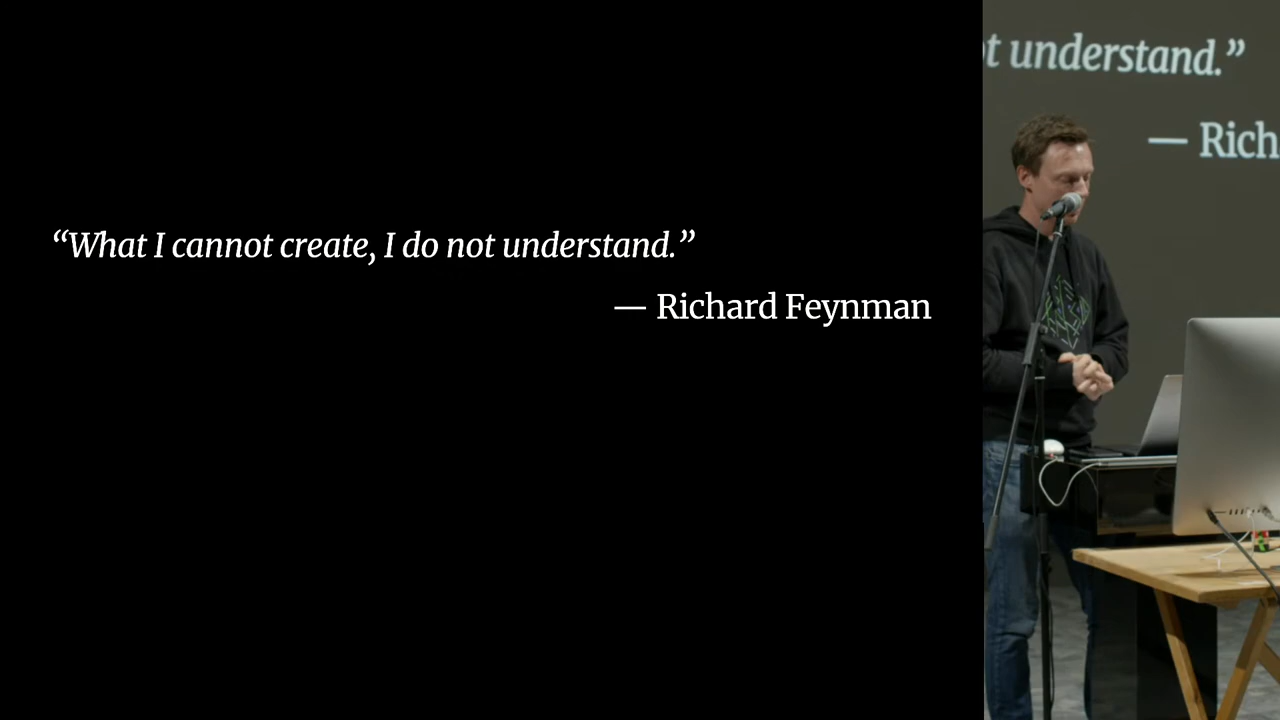 “What I cannot create, I do not understand.”
— Richard Feynman
t understand.”
— Rich